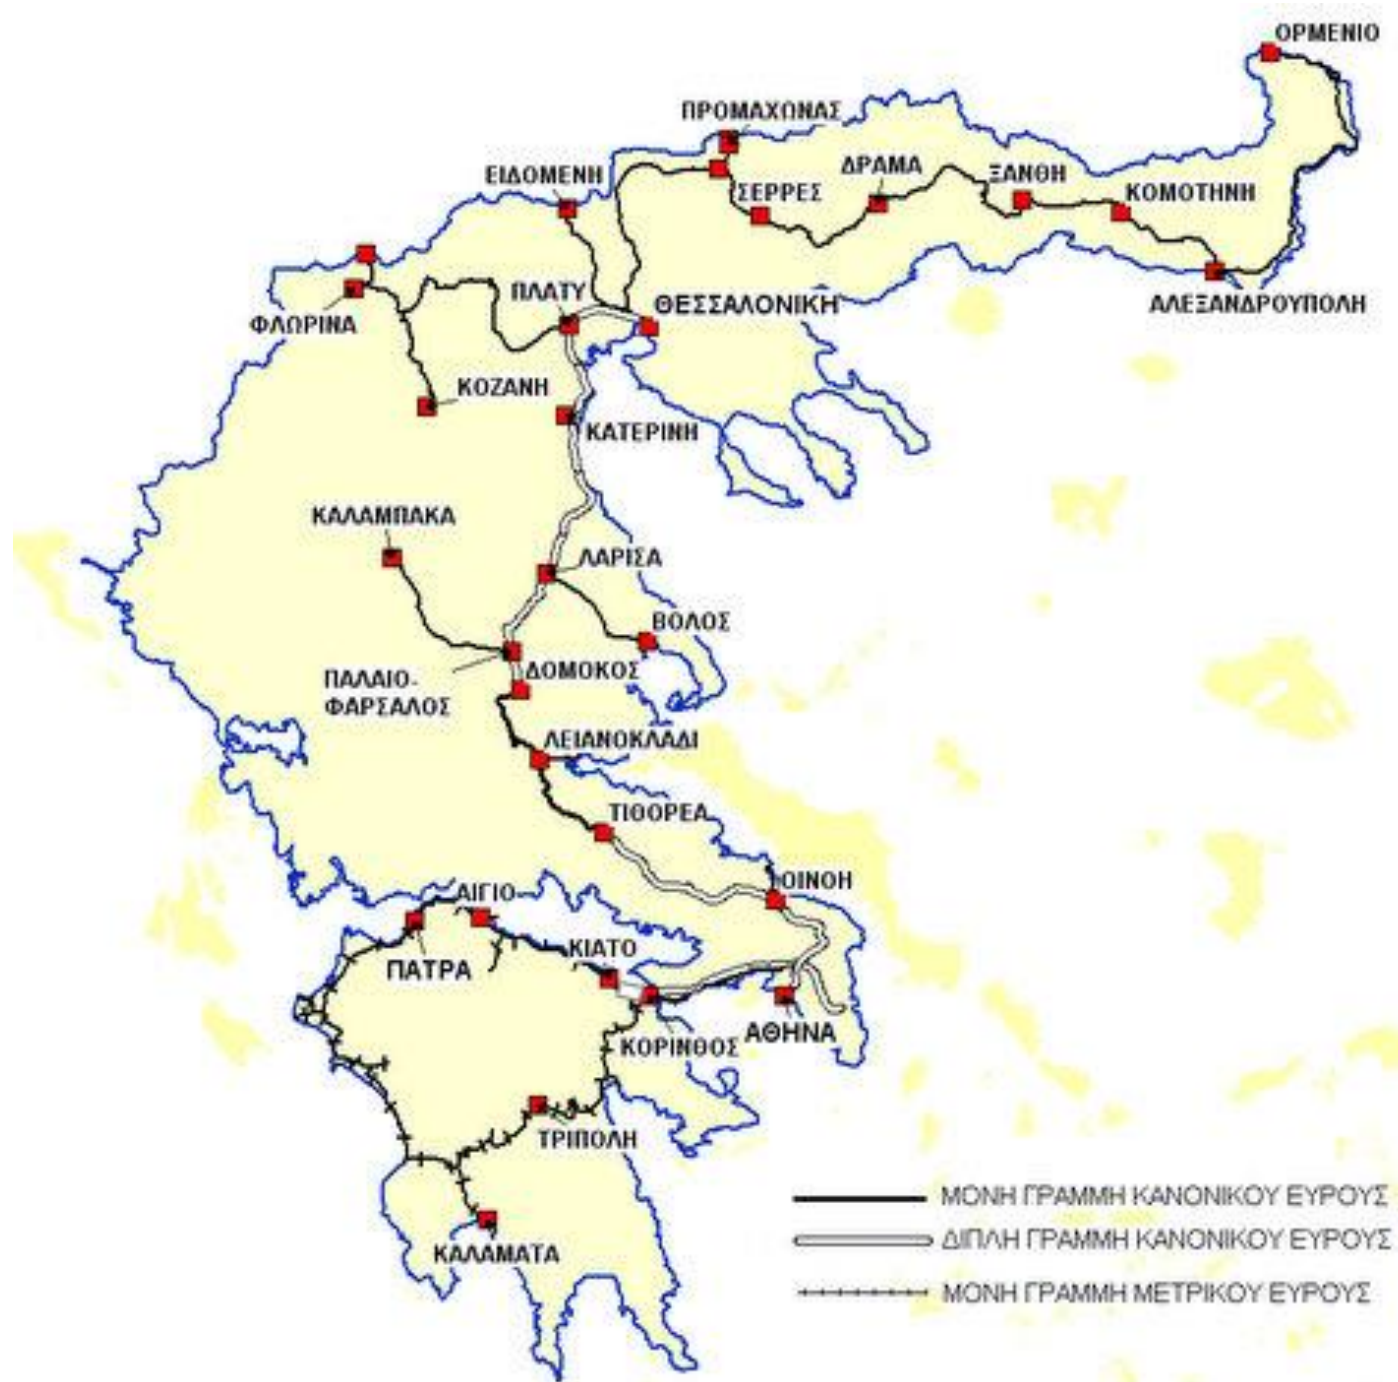 ΟΡΜΕΝΙΟ
ΠΡΟΜΑΧΩΝΑΣ
ΕΙΔΟΜΕΝΗ
ΣΕΡΡΕΣ
ΔΡΑΜΑ
ΞΑΝΘΗ
ΚΟΜΟΤΗΝΗ
ΦΛΩΡΙΝΑ
ΠΛΑΤΥ
ΘΕΣΣΑΛΟΝΙΚΗ
ΑΛΕΞΑΝΔΡΟΥΠΟΛΗ
ΚΟΖΑΝΗ
ΚΑΤΕΡΙΝΗ
ΚΑΛΑΜΠΑΚΑ
ΛΑΡΙΣΑ
ΒΟΛΟΣ
ΠΑΛΑΙΟ-
ΦΑΡΣΑΛΟΣ
ΔΟΜΟΚΟΣ
ΛΕΙΑΝΟΚΛΑΔΙ
ΤΙΘΟΡΕΑ
ΟΙΝΟΗ
ΑΙΓΙΟ
ΠΑΤΡΑ
ΚΙΑΤΟ
ΚΟΡΙΝΘΟΣ
ΑΘΗΝΑ
ΤΡΙΠΟΛΗ
ΚΑΛΑΜΑΤΑ
ΜΟΝΗ ΓΡΑΜΜΗ ΚΑΝΟΝΙΚΟΥ ΕΥΡΟΥΣ
ΔΙΠΛΗ ΓΡΑΜΜΗ ΚΑΝΟΝΙΚΟΥ ΕΥΡΟΥΣ
ΜΟΝΗ ΓΡΑΜΜΗ ΜΕΤΡΙΚΟΥ ΕΥΡΟΥΣ